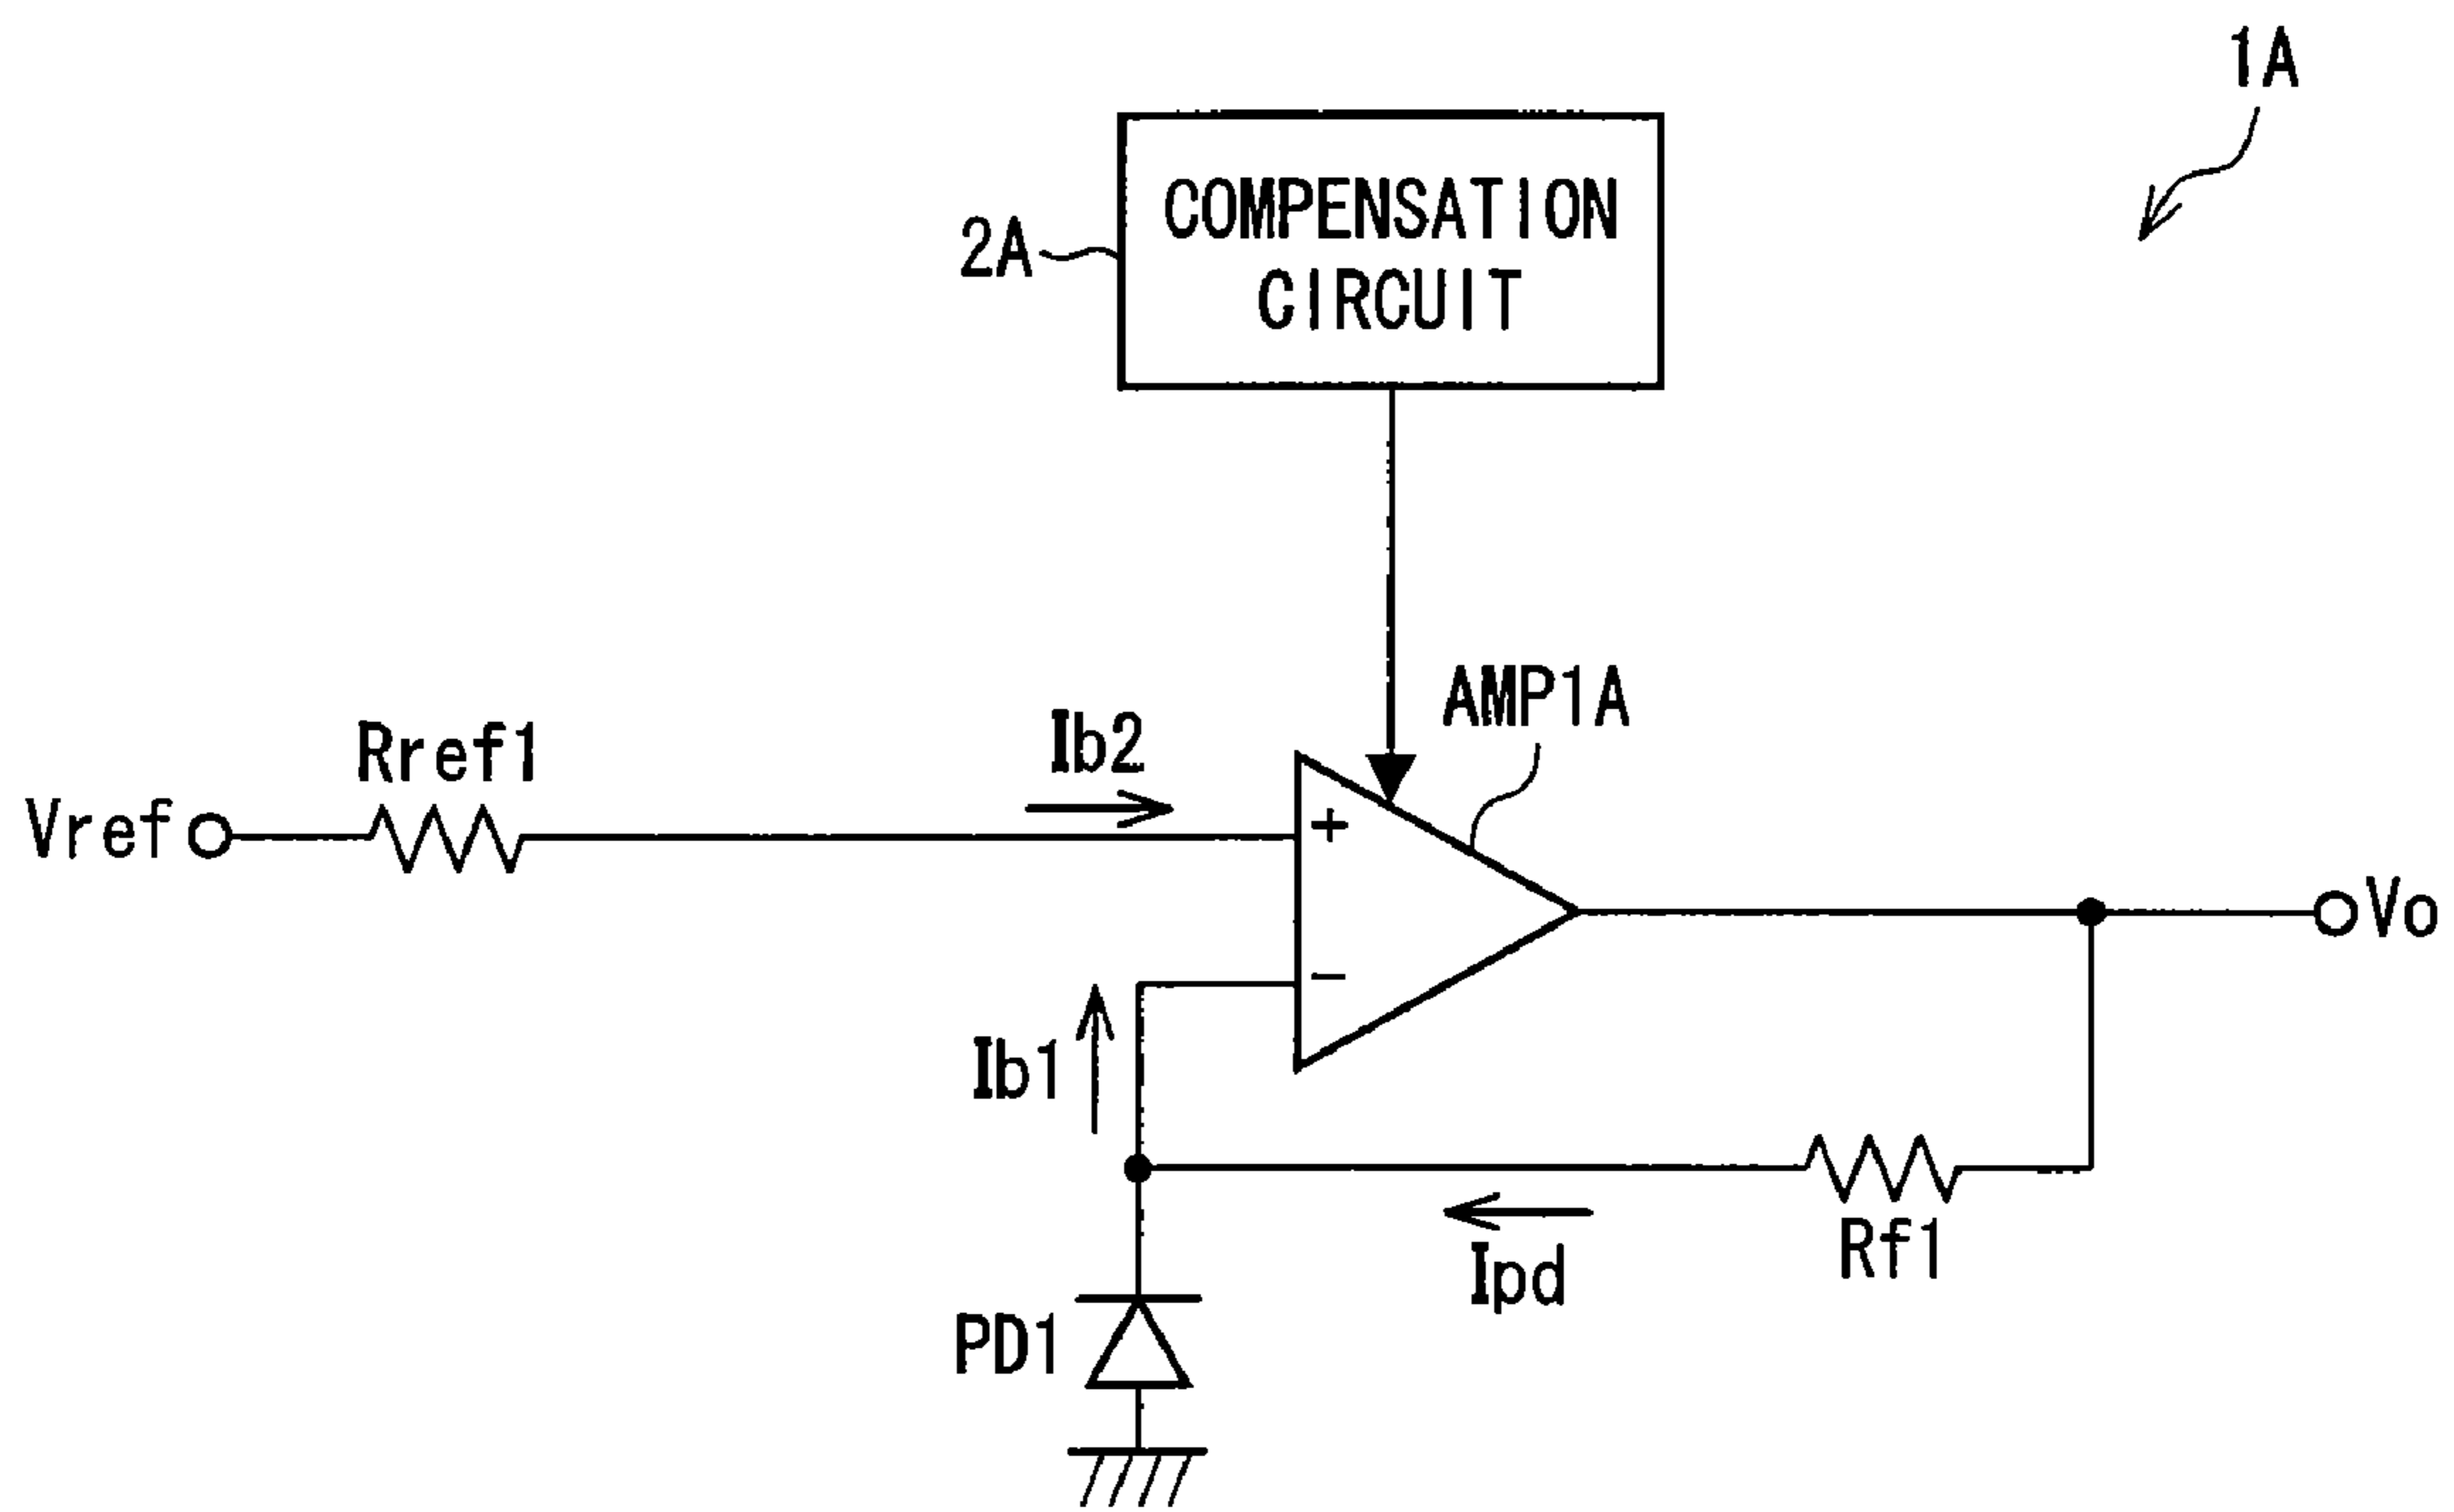 1A
COMPENSATION
CIRCUIT
2A
AMP1A
Ib2
Rref1
Vref
+
Vo
−
Ib1
Rf1
Ipd
PD1